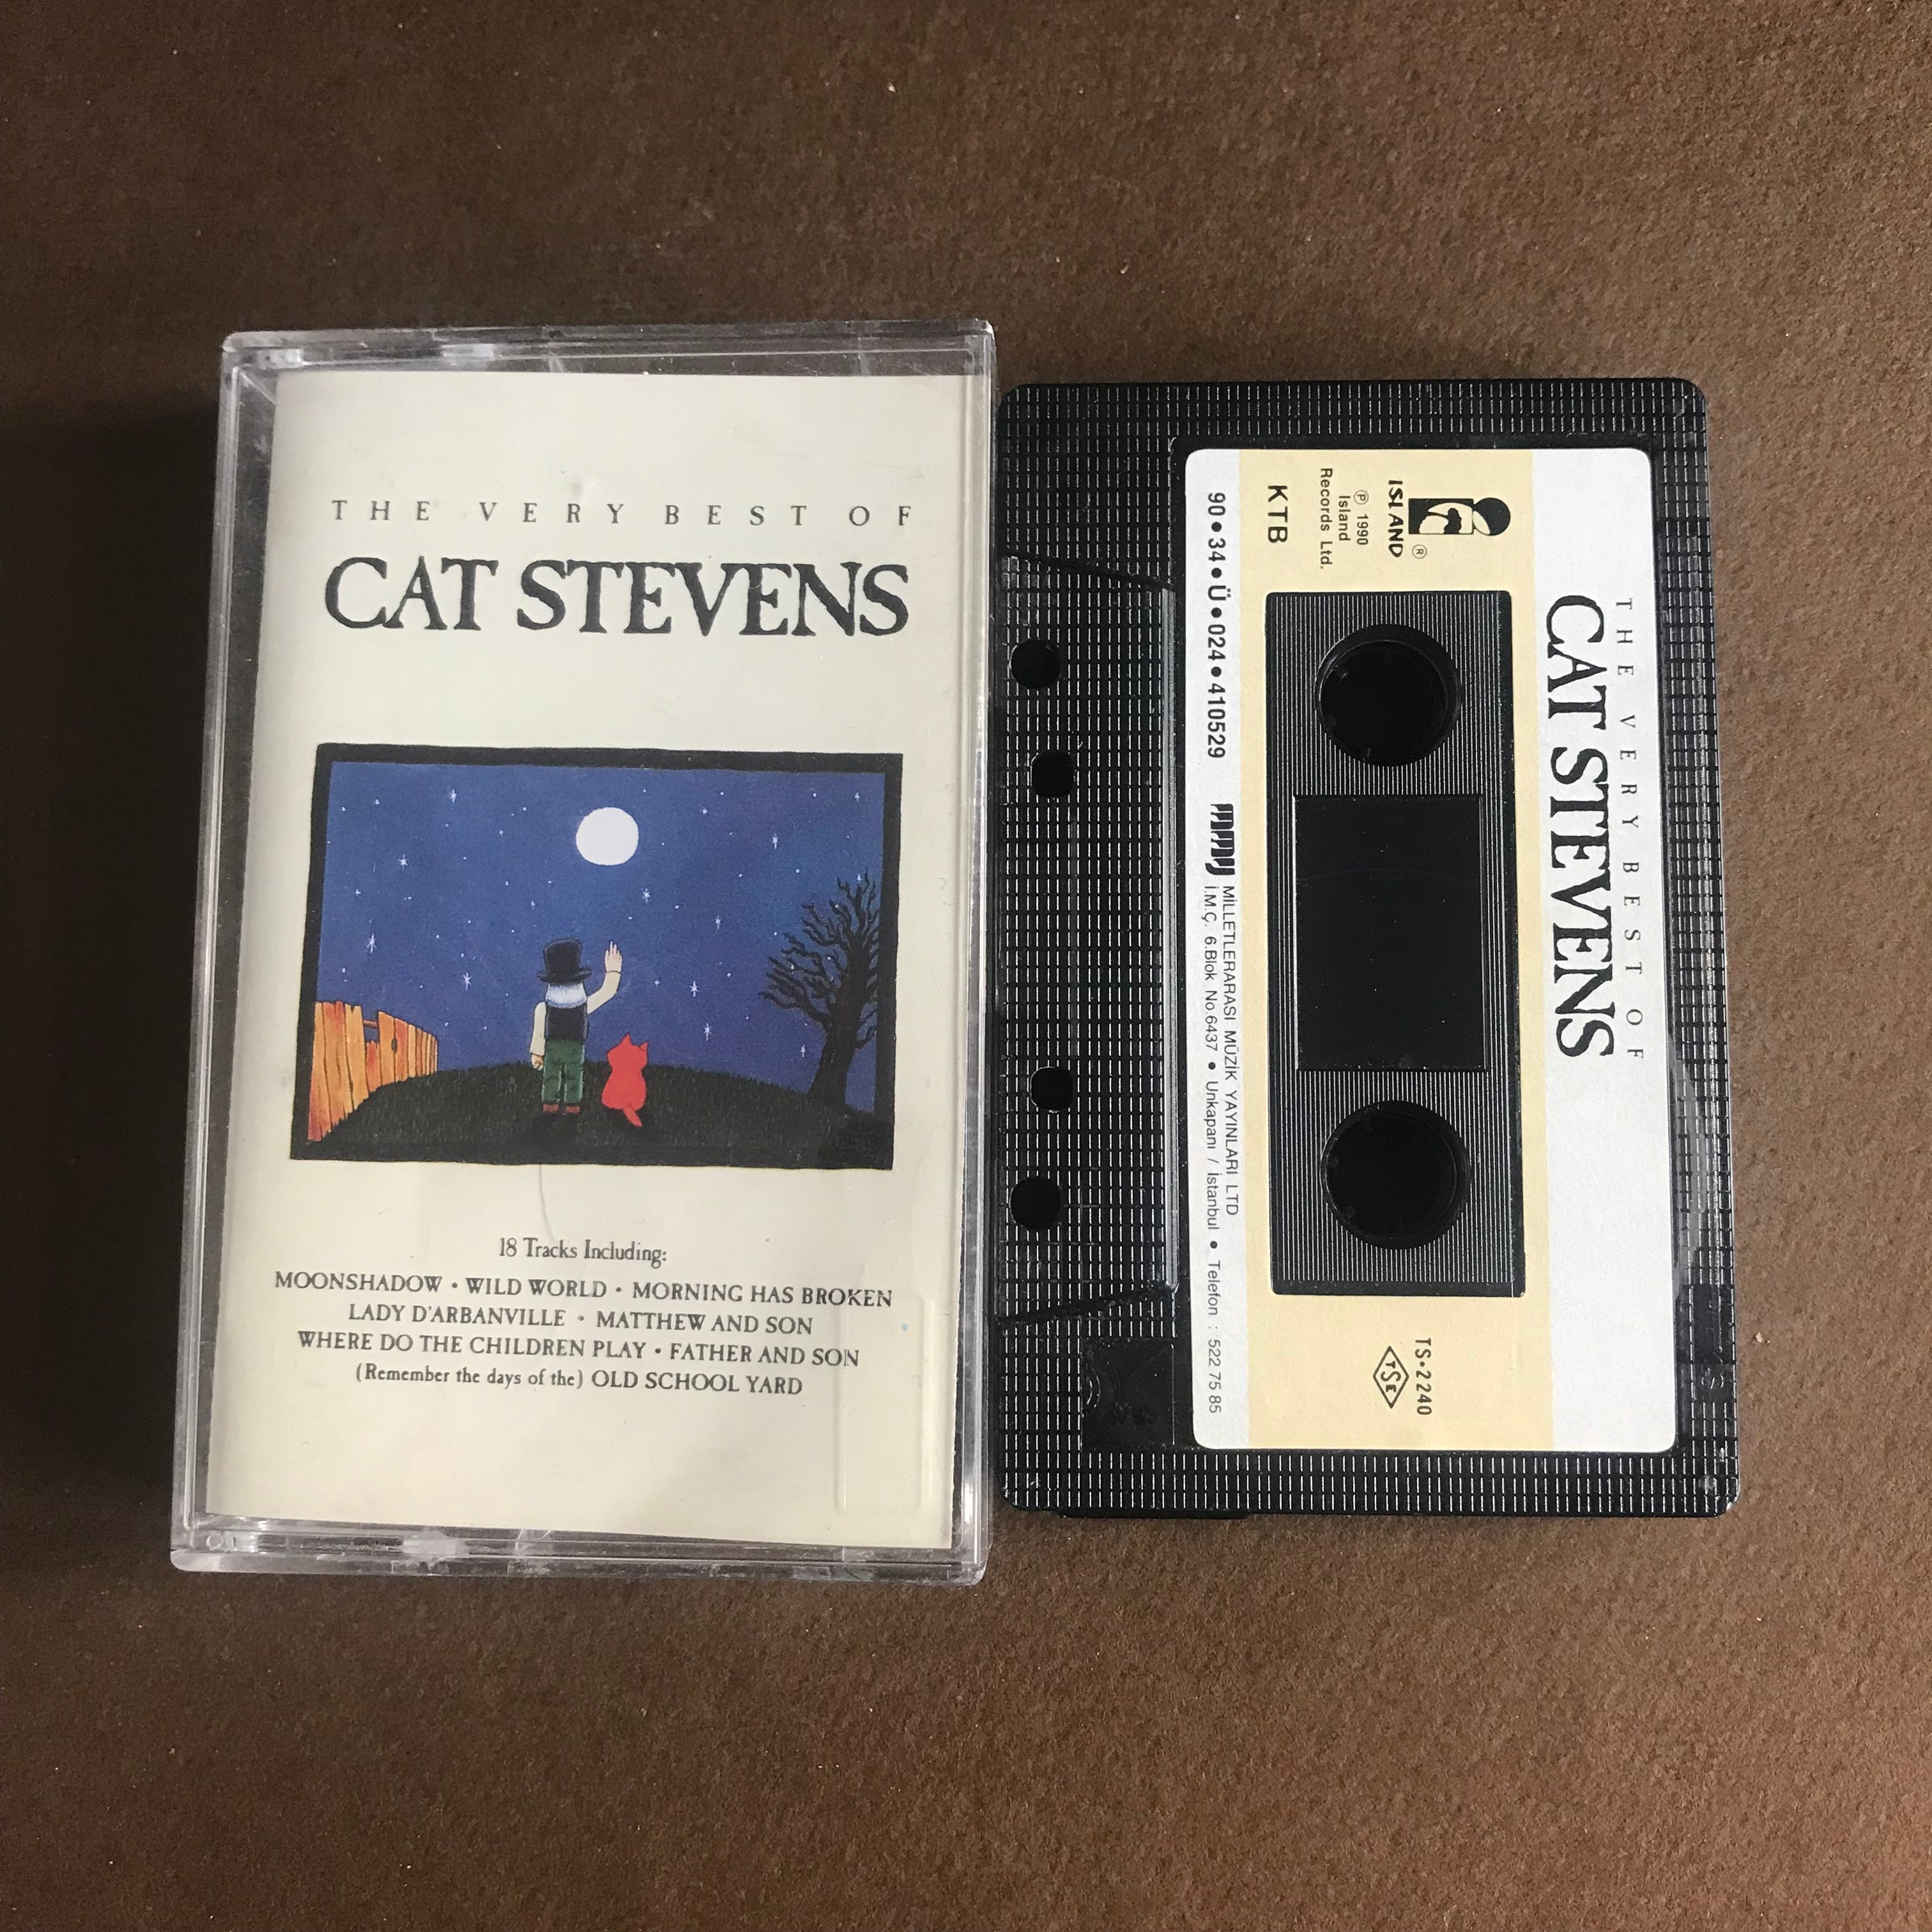 THE VERY BEST OF
CAT STEVENS
18 Tracks Including:
MOONSHADOW • WILD WORLD • MORNING HAS BROKEN
LADY D'ARBANVILLE • MATTHEW AND SON
WHERE DO THE CHILDREN PLAY • FATHER AND SON
(Remember the days of the) OLD SCHOOL YARD
THE VERY BEST OF
CAT STEVENS
ISLAND ®
℗ 1990
Island
Records Ltd.
KTB
TS•2240
TSE
90•34•Ü•024•410529
MİLLETLERARASI MÜZİK YAYINLARI LTD
İ.M.Ç. 6.Blok No.6437 • Unkapanı / İstanbul • Telefon : 522 75 85